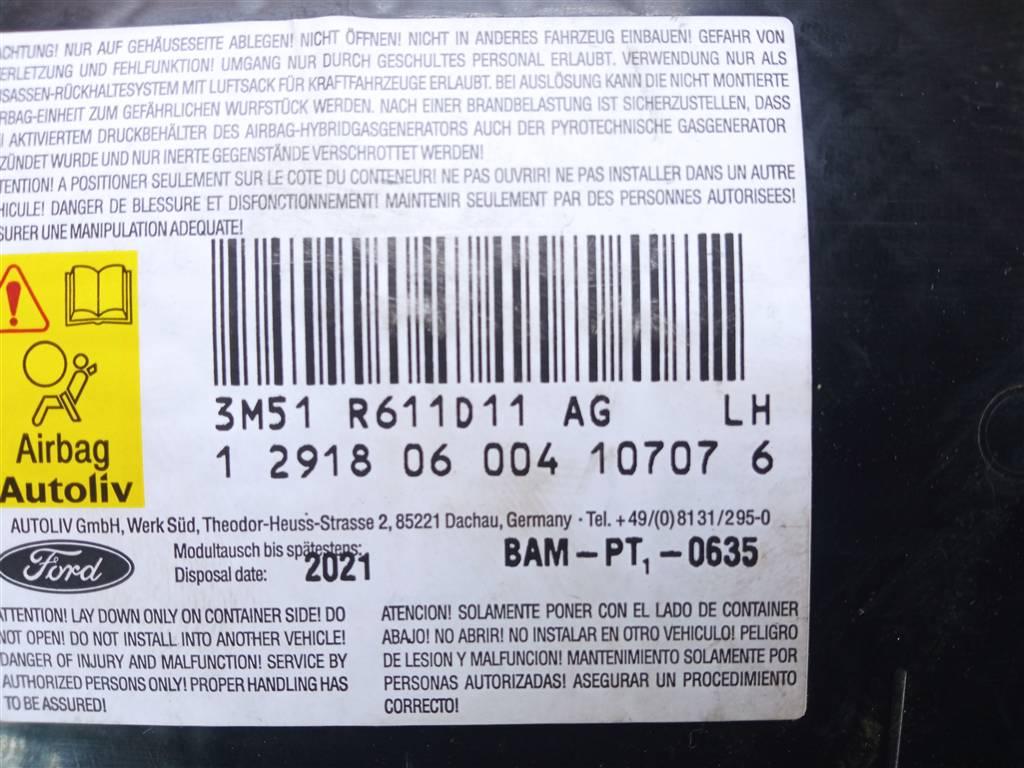 ACHTUNG! NUR AUF GEHÄUSESEITE ABLEGEN! NICHT ÖFFNEN! NICHT IN ANDERES FAHRZEUG EINBAUEN! GEFAHR VON
ERLETZUNG UND FEHLFUNKTION! UMGANG NUR DURCH GESCHULTES PERSONAL ERLAUBT. VERWENDUNG NUR ALS
SASSEN-RÜCKHALTESYSTEM MIT LUFTSACK FÜR KRAFTFAHRZEUGE ERLAUBT. BEI AUSLÖSUNG KANN DIE NICHT MONTIERTE
RBAG-EINHEIT ZUM GEFÄHRLICHEN WURFSTÜCK WERDEN. NACH EINER BRANDBELASTUNG IST SICHERZUSTELLEN, DASS
I AKTIVIERTEM DRUCKBEHÄLTER DES AIRBAG-HYBRIDGASGENERATORS AUCH DER PYROTECHNISCHE GASGENERATOR
ZÜNDET WURDE UND NUR INERTE GEGENSTÄNDE VERSCHROTTET WERDEN!
TENTION! A POSITIONER SEULEMENT SUR LE COTE DU CONTENEUR! NE PAS OUVRIR! NE PAS INSTALLER DANS UN AUTRE
HICULE! DANGER DE BLESSURE ET DISFONCTIONNEMENT! MAINTENIR SEULEMENT PAR DES PERSONNES AUTORISEES!
SURER UNE MANIPULATION ADEQUATE!
3M51 R611D11 AG LH
1 2918 06 004 10707 6
Airbag
Autoliv
AUTOLIV GmbH, Werk Süd, Theodor-Heuss-Strasse 2, 85221 Dachau, Germany · Tel. +49/(0)8131/295-0
Ford
Modultausch bis spätestens:
Disposal date: 2021
BAM-PT₁-0635
ATTENTION! LAY DOWN ONLY ON CONTAINER SIDE! DO
NOT OPEN! DO NOT INSTALL INTO ANOTHER VEHICLE!
DANGER OF INJURY AND MALFUNCTION! SERVICE BY
AUTHORIZED PERSONS ONLY! PROPER HANDLING HAS
TO BE ASSURED!
ATENCION! SOLAMENTE PONER CON EL LADO DE CONTAINER
ABAJO! NO ABRIR! NO INSTALAR EN OTRO VEHICULO! PELIGRO
DE LESION Y MALFUNCION! MANTENIMIENTO SOLAMENTE POR
PERSONAS AUTORIZADAS! ASEGURAR UN PROCEDIMIENTO
CORRECTO!